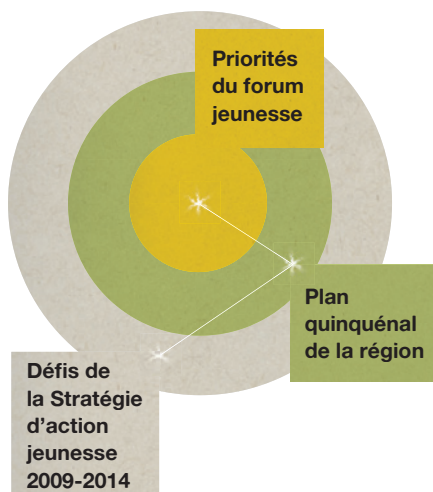 Priorités
du forum
jeunesse
Plan
quinquénal
de la région
Défis de
la Stratégie
d’action
jeunesse
2009-2014